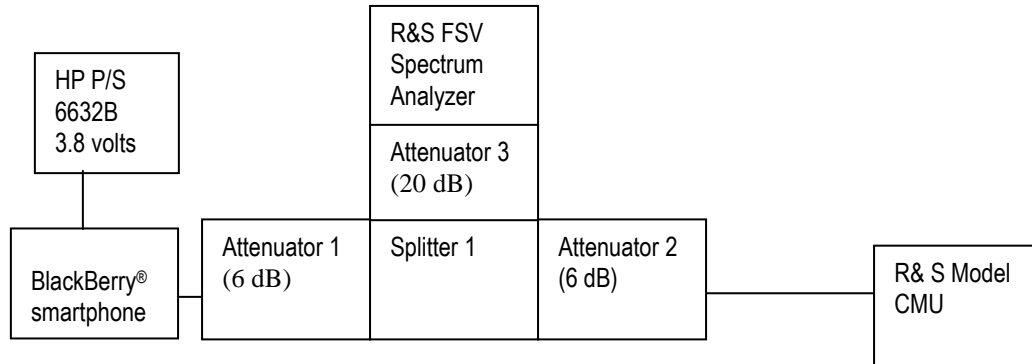 R&S FSV
Spectrum
Analyzer
HP P/S
6632B
3.8 volts
Attenuator 3
(20 dB)
BlackBerry®
smartphone
Attenuator 1
(6 dB)
Splitter 1
Attenuator 2
(6 dB)
R& S Model
CMU